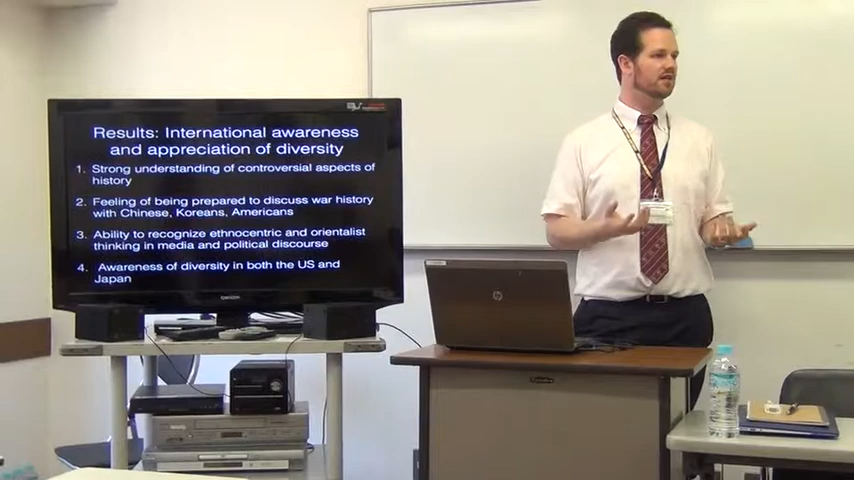 Results: International awareness
and appreciation of diversity
1. Strong understanding of controversial aspects of
history
2. Feeling of being prepared to discuss war history
with Chinese, Koreans, Americans
3. Ability to recognize ethnocentric and orientalist
thinking in media and political discourse
4. Awareness of diversity in both the US and
Japan
hp